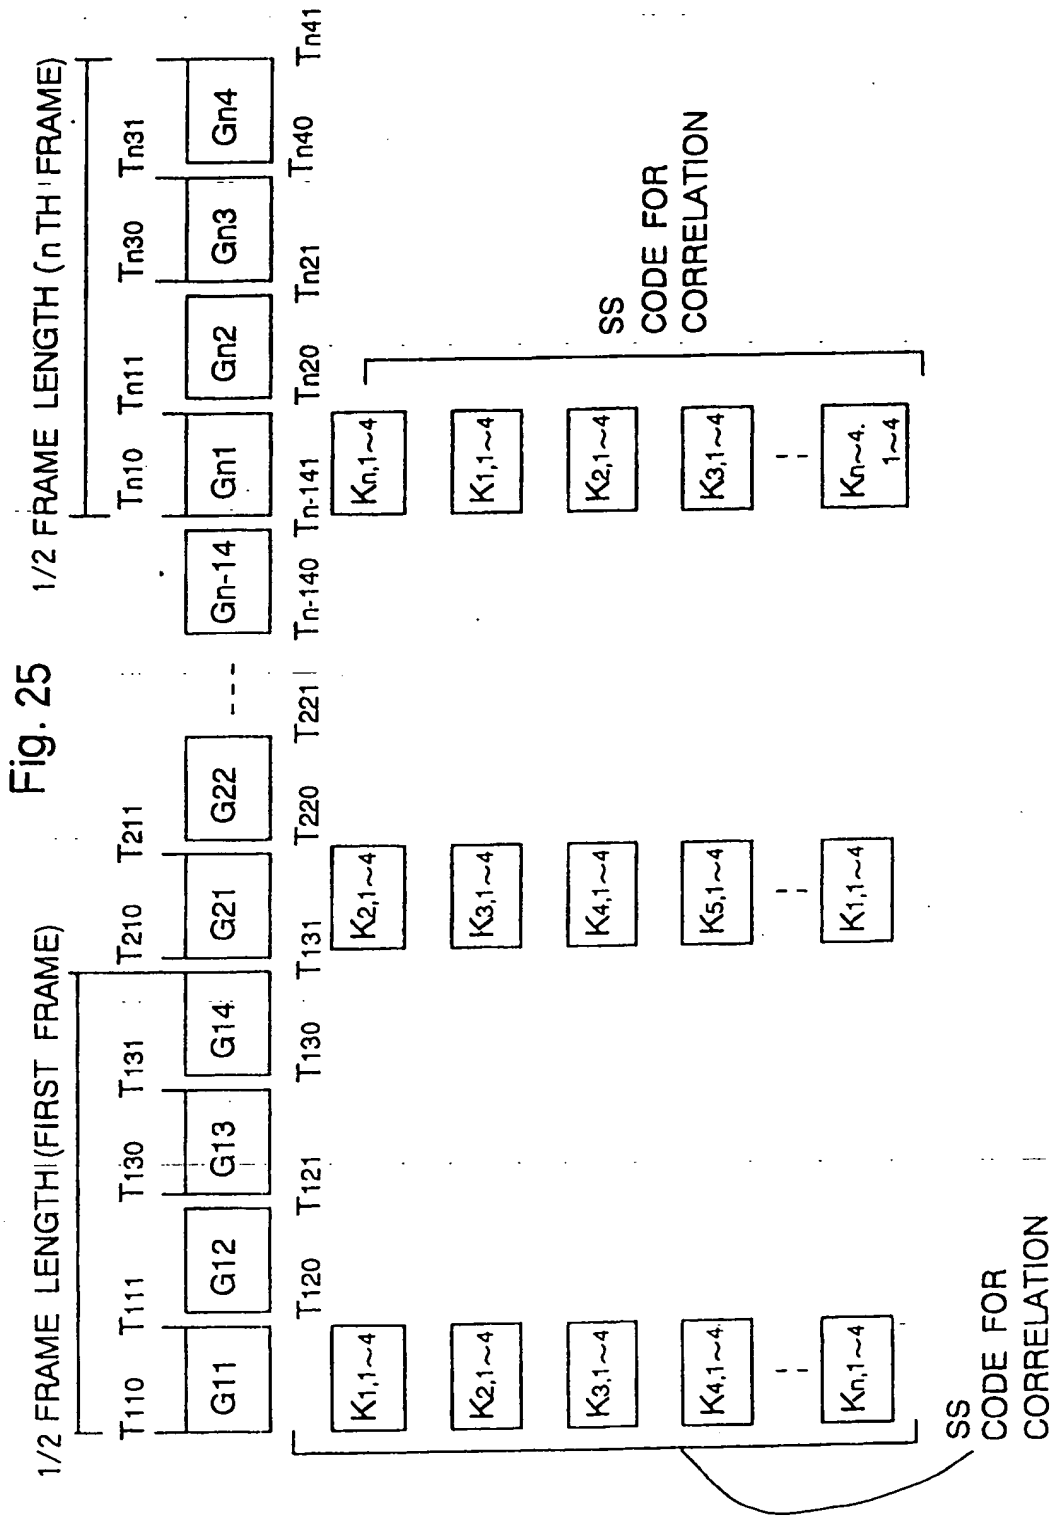 Fig. 25
1/2 FRAME LENGTH (FIRST FRAME)
1/2 FRAME LENGTH (n TH FRAME)
T110 T111 T130 T131 T210 T211 Tn10 Tn11 Tn30 Tn31
G11 G12 G13 G14 G21 G22 --- Gn-14 Gn1 Gn2 Gn3 Gn4
T120 T121 T130 T131 T220 T221 Tn-140 Tn-141 Tn20 Tn21 Tn40 Tn41
K1,1~4 K2,1~4 Kn,1~4
K2,1~4 K3,1~4 K1,1~4
K3,1~4 K4,1~4 K2,1~4
K4,1~4 K5,1~4 K3,1~4
-- -- --
Kn,1~4 K1,1~4 Kn~4.
1~4
SS
CODE FOR
CORRELATION
SS
CODE FOR
CORRELATION